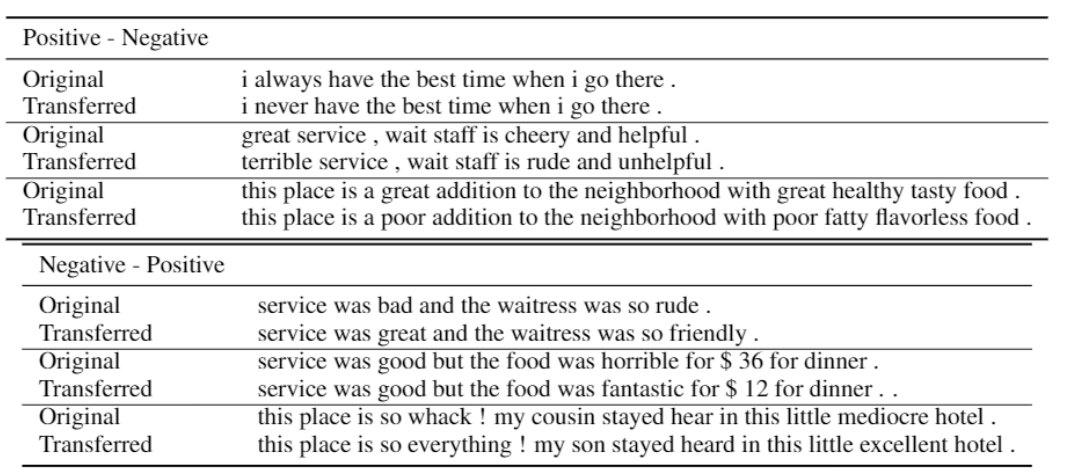 Positive - Negative
Original i always have the best time when i go there .
Transferred i never have the best time when i go there .
Original great service , wait staff is cheery and helpful .
Transferred terrible service , wait staff is rude and unhelpful .
Original this place is a great addition to the neighborhood with great healthy tasty food .
Transferred this place is a poor addition to the neighborhood with poor fatty flavorless food .
Negative - Positive
Original service was bad and the waitress was so rude .
Transferred service was great and the waitress was so friendly .
Original service was good but the food was horrible for $ 36 for dinner .
Transferred service was good but the food was fantastic for $ 12 for dinner . .
Original this place is so whack ! my cousin stayed hear in this little mediocre hotel .
Transferred this place is so everything ! my son stayed heard in this little excellent hotel .